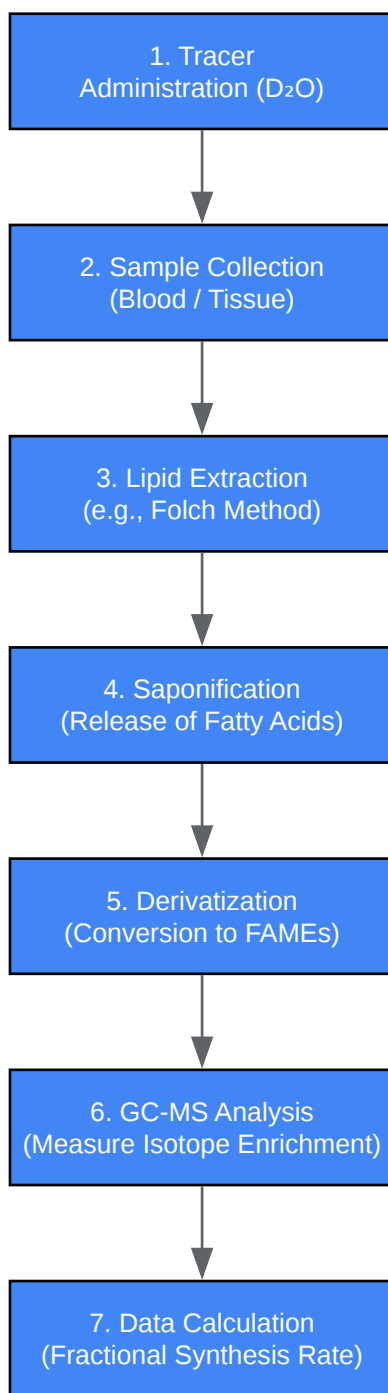 1. Tracer
Administration (D₂O)
2. Sample Collection
(Blood / Tissue)
3. Lipid Extraction
(e.g., Folch Method)
4. Saponification
(Release of Fatty Acids)
5. Derivatization
(Conversion to FAMEs)
6. GC-MS Analysis
(Measure Isotope Enrichment)
7. Data Calculation
(Fractional Synthesis Rate)